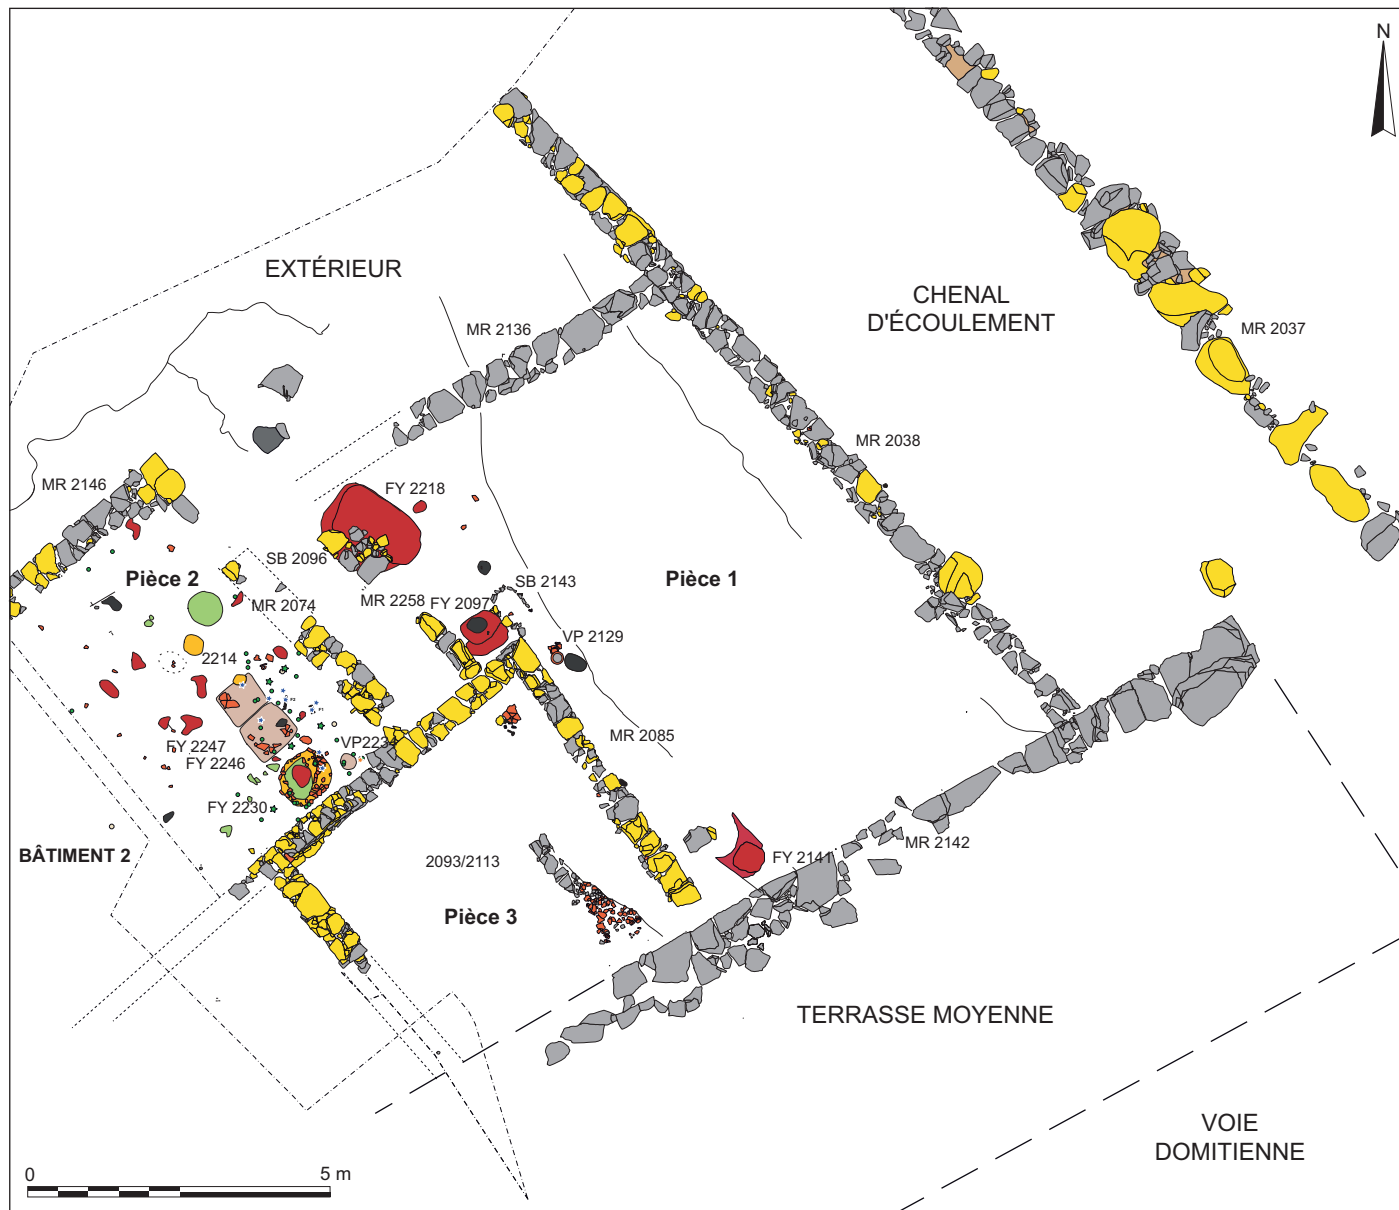 N
EXTÉRIEUR
CHENAL
D'ÉCOULEMENT
MR 2136
MR 2037
MR 2038
MR 2146
FY 2218
SB 2096
Pièce 2
Pièce 1
SB 2143
MR 2258
FY 2097
MR 2074
VP 2129
2214
MR 2085
FY 2247
FY 2246
VP2234
FY 2230
BÂTIMENT 2
2093/2113
FY 2141
MR 2142
Pièce 3
TERRASSE MOYENNE
VOIE
DOMITIENNE
0
5 m